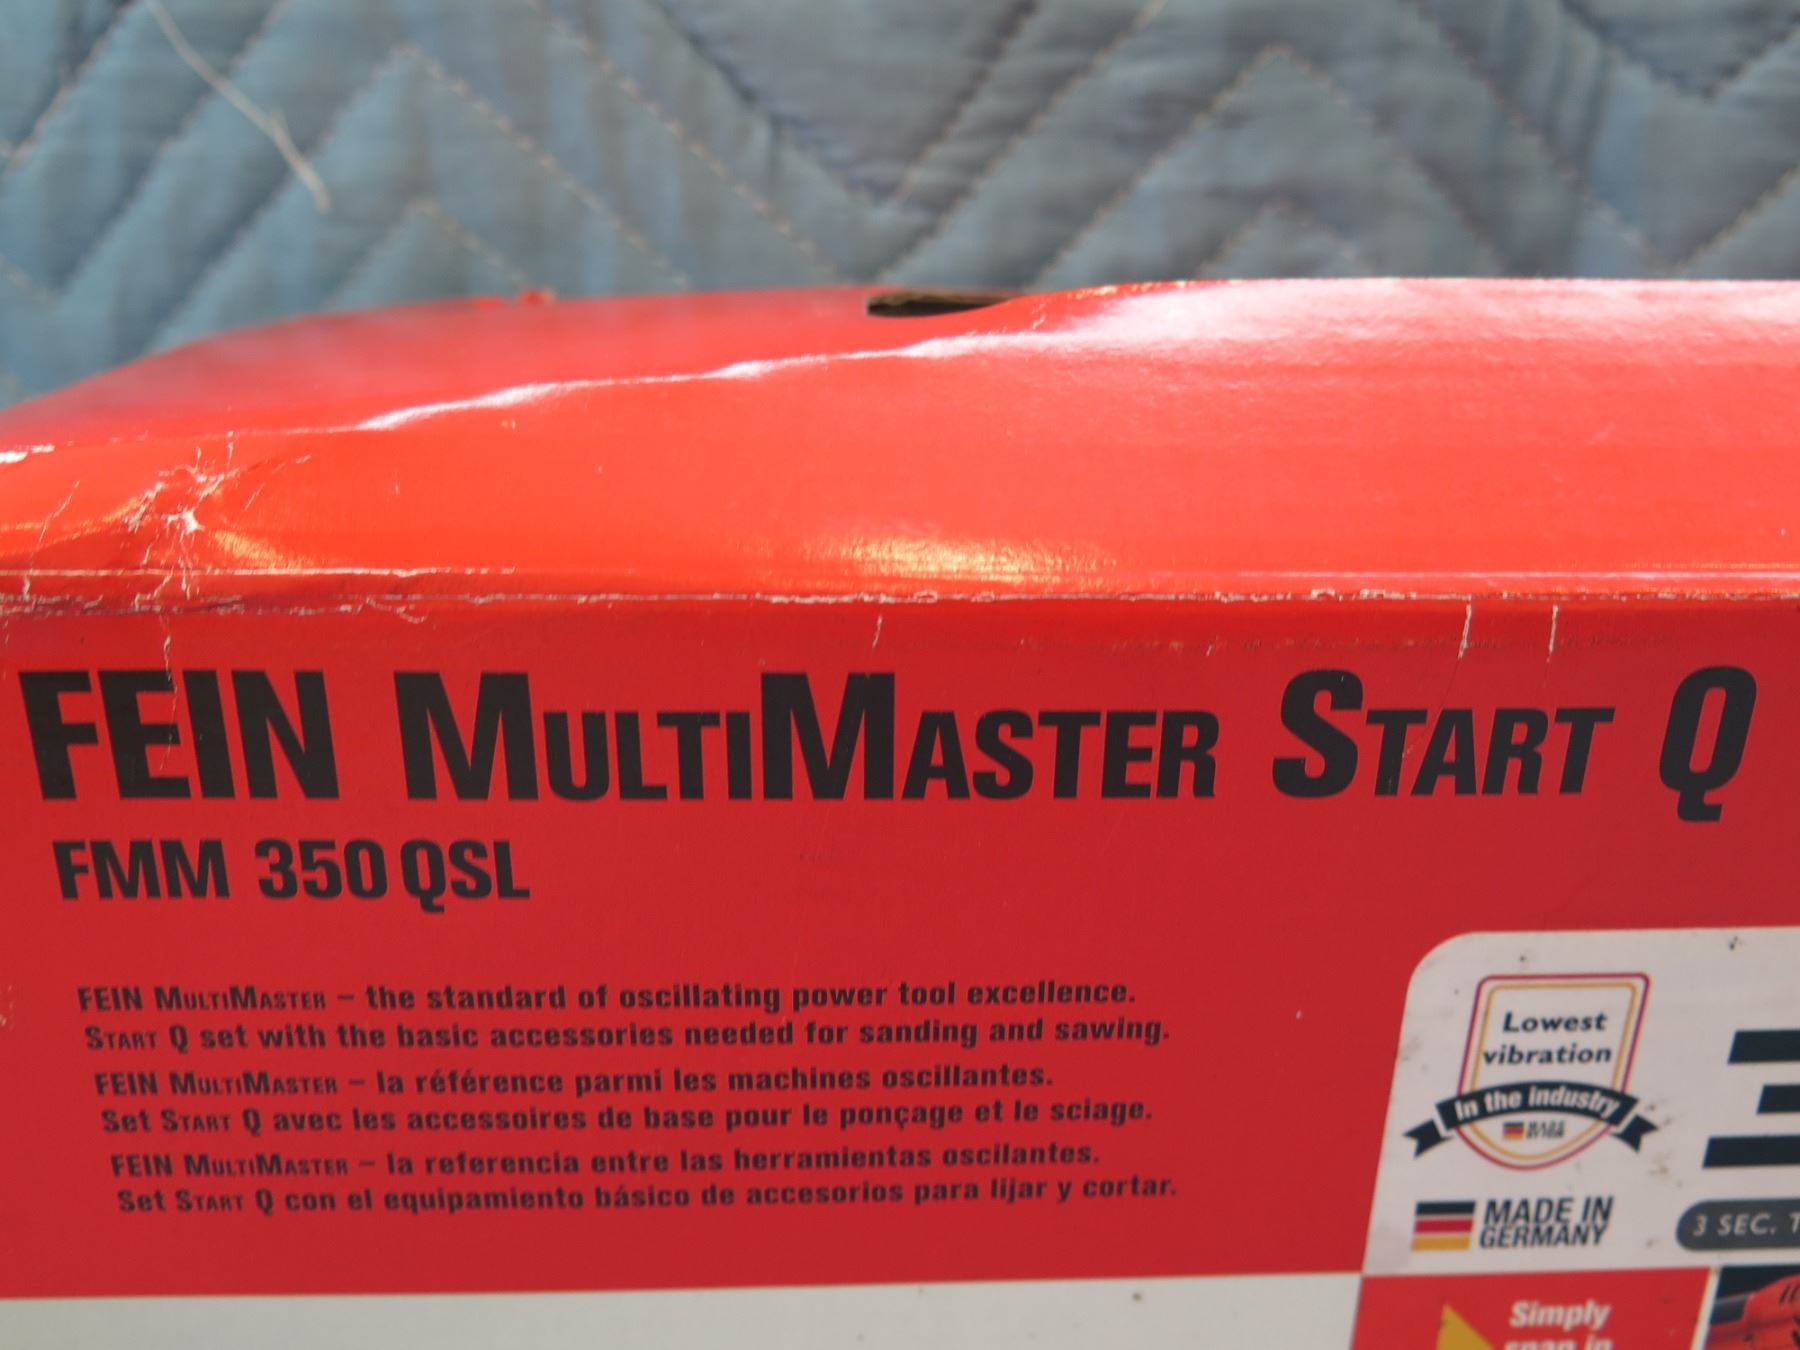 FEIN MULTIMASTER START Q
FMM 350 QSL
FEIN MULTIMASTER – the standard of oscillating power tool excellence.
START Q set with the basic accessories needed for sanding and sawing.
FEIN MULTIMASTER – la référence parmi les machines oscillantes.
Set START Q avec les accessoires de base pour le ponçage et le sciage.
FEIN MULTIMASTER – la referencia entre las herramientas oscilantes.
Set START Q con el equipamiento básico de accesorios para lijar y cortar.
Lowest
vibration
In the industry
MADE IN
GERMANY
3 SEC.
Simply
snap in